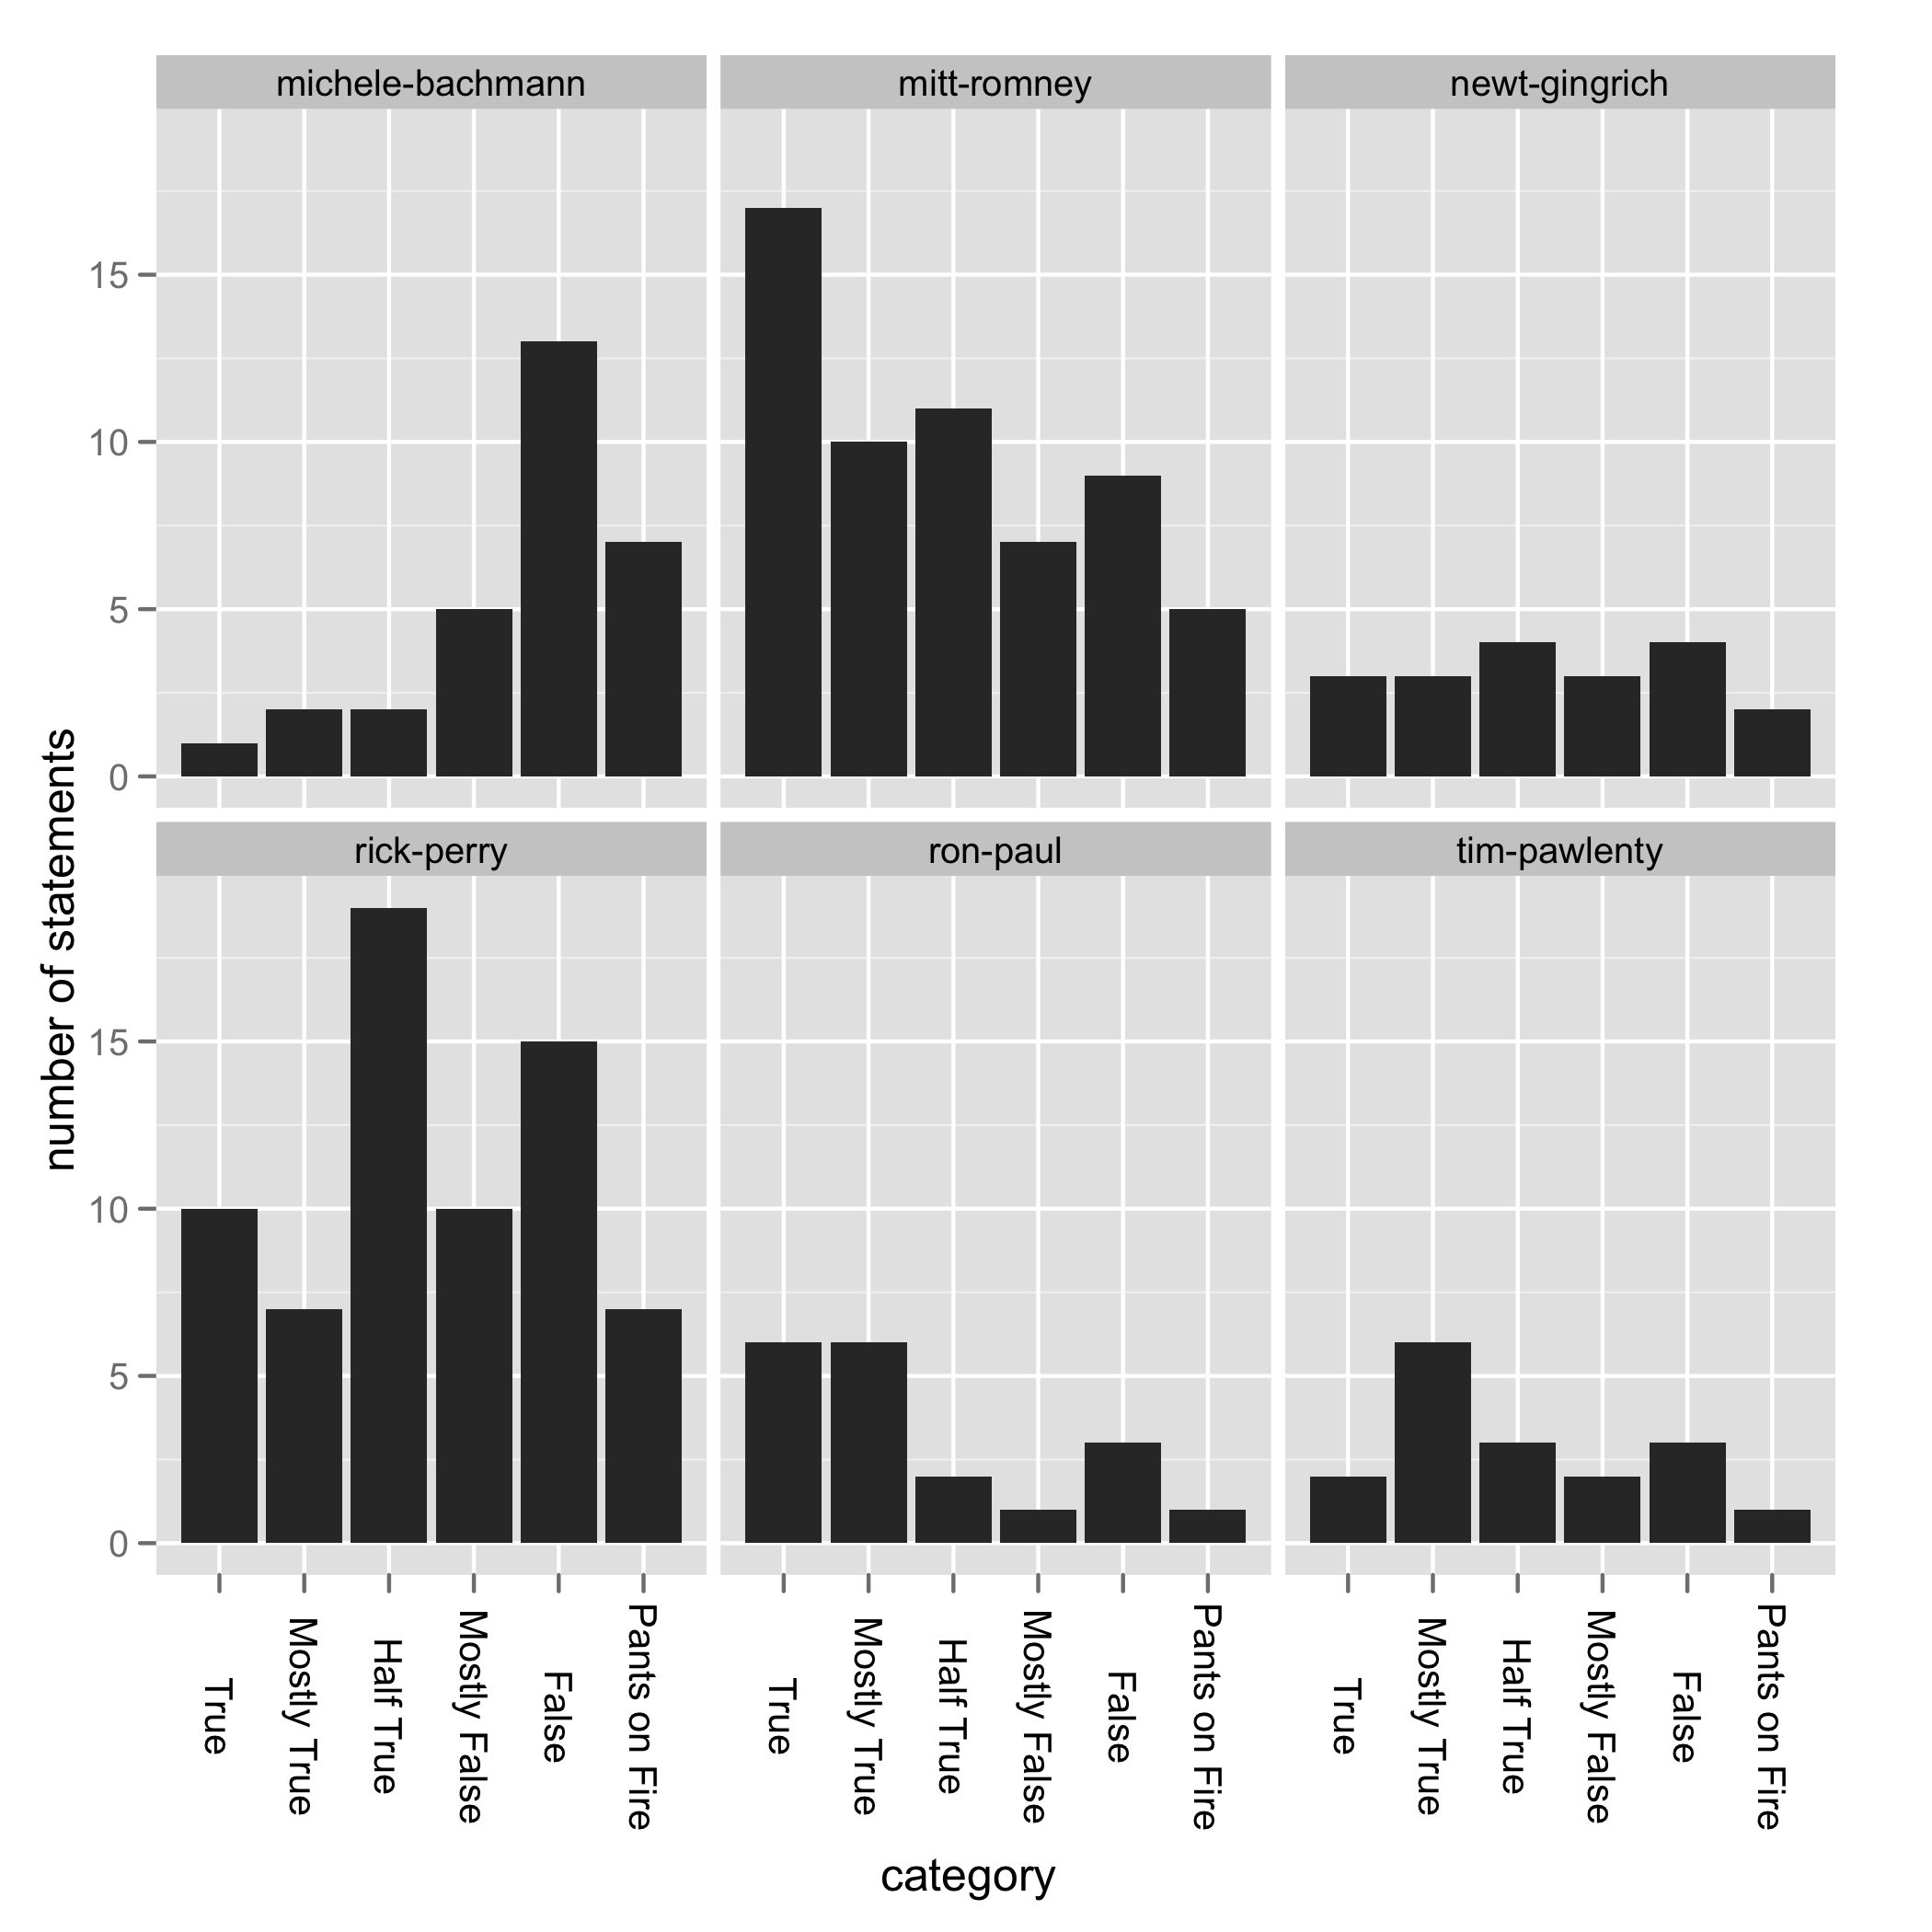 michele-bachmann
mitt-romney
newt-gingrich
15
10
5
0
rick-perry
ron-paul
tim-pawlenty
15
10
5
0
number of statements
True
Mostly True
Half True
Mostly False
False
Pants on Fire
True
Mostly True
Half True
Mostly False
False
Pants on Fire
True
Mostly True
Half True
Mostly False
False
Pants on Fire
category